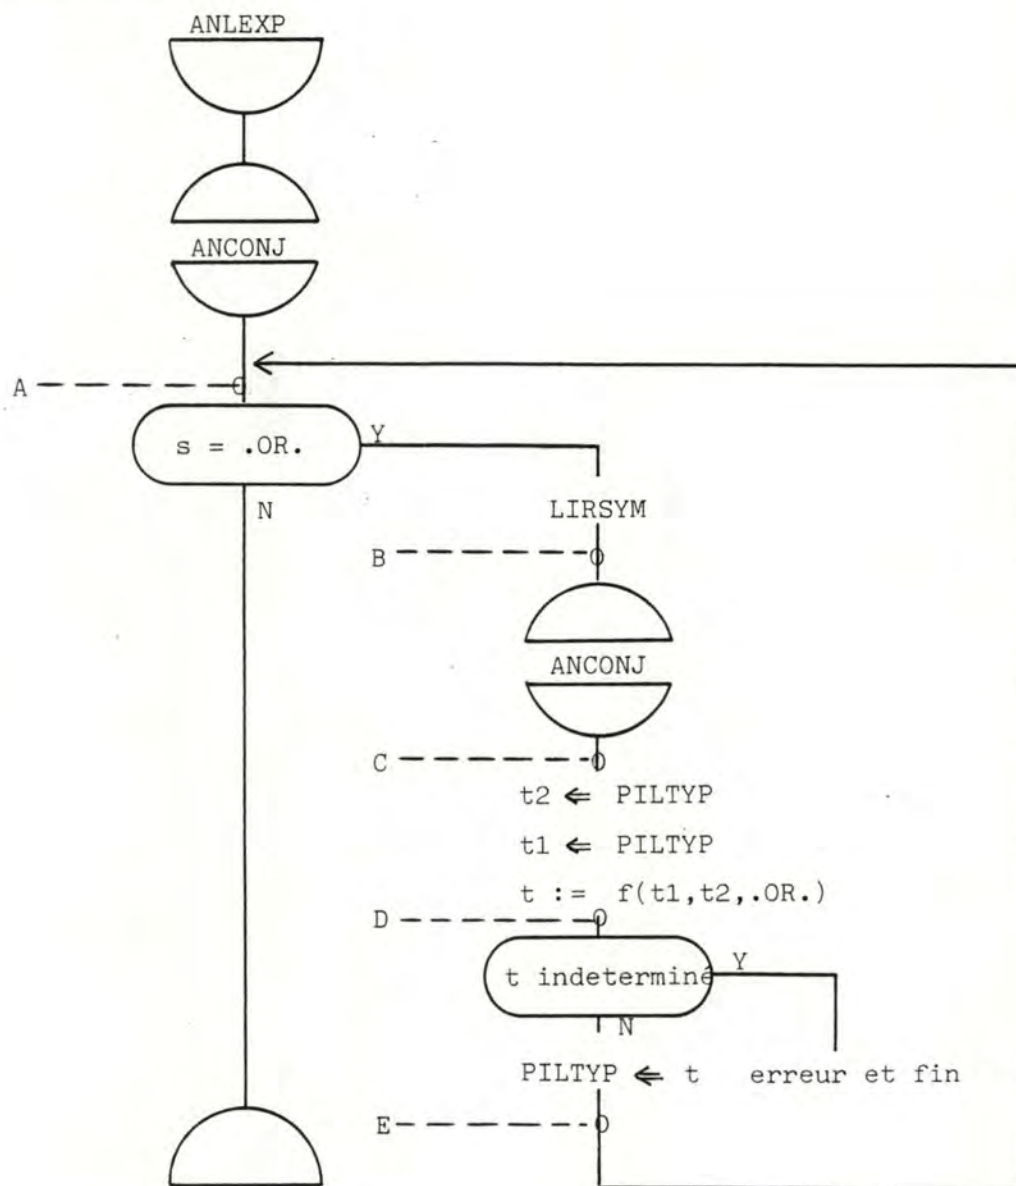 ANLEXP
ANCONJ
A
s = .OR.
Y
N
LIRSYM
B
ANCONJ
C
t2 ⇐ PILTYP
t1 ⇐ PILTYP
t := f(t1,t2,.OR.)
D
t indeterminé
Y
N
PILTYP ⇐ t
erreur et fin
E